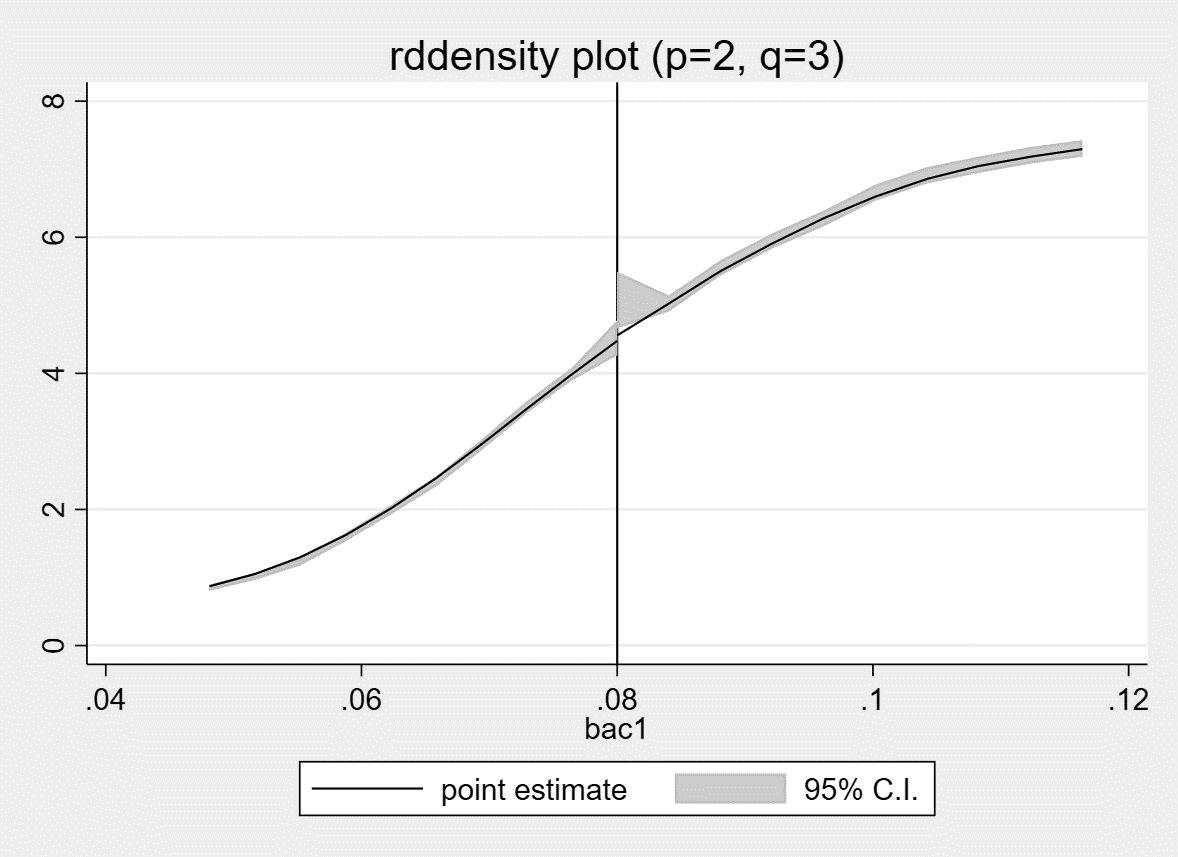 rddensity plot (p=2, q=3)
8
6
4
2
0
.04 .06 .08 .1 .12
bac1
point estimate 95% C.I.